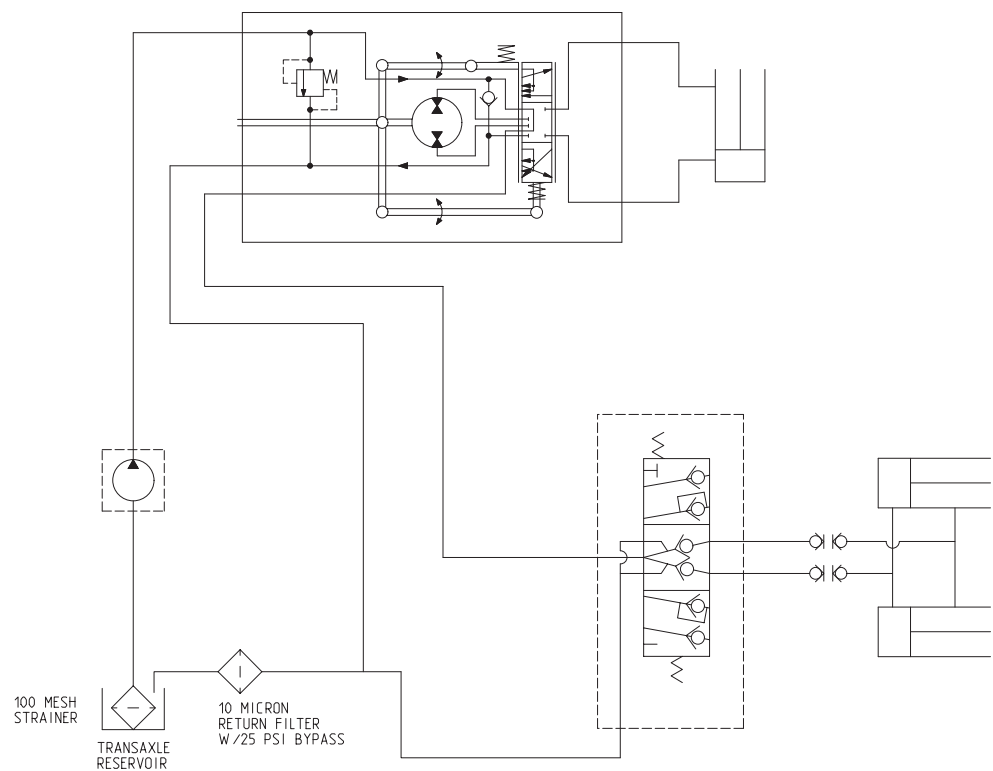 100 MESH
STRAINER
TRANSAXLE
RESERVOIR
10 MICRON
RETURN FILTER
W/25 PSI BYPASS